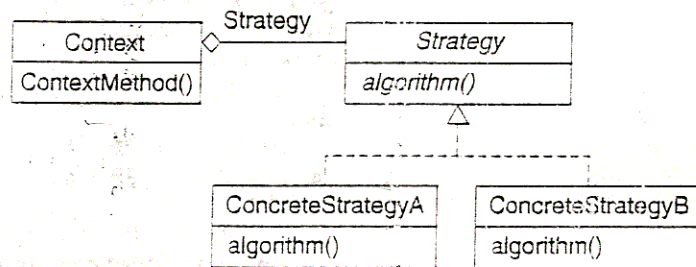 Strategy
Context
Strategy
ContextMethod()
algorithm()
ConcreteStrategyA
ConcreteStrategyB
algorithm()
algorithm()